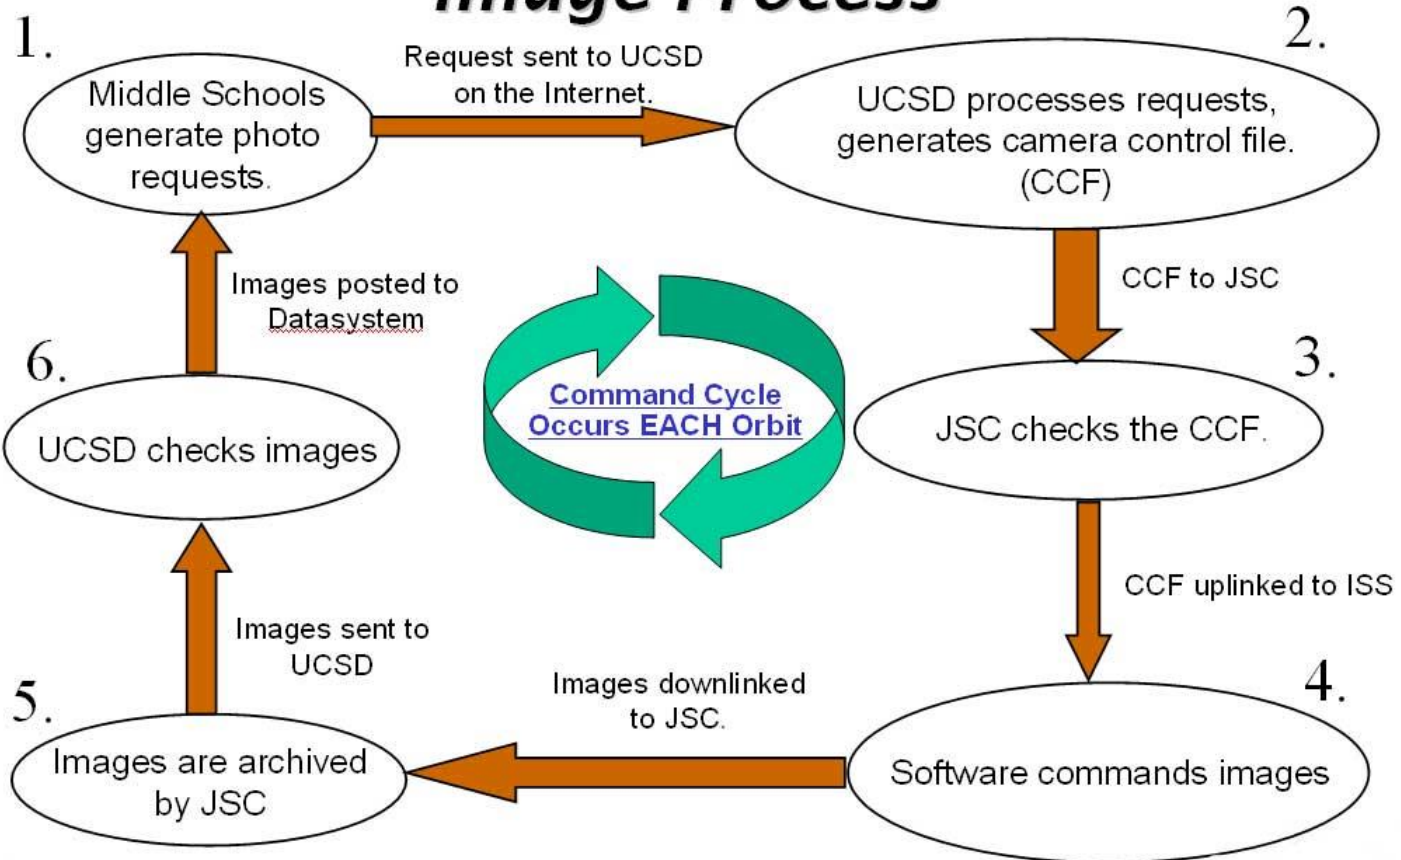 Image Process
1.
Middle Schools
generate photo
requests.
Request sent to UCSD
on the Internet.
2.
UCSD processes requests,
generates camera control file.
(CCF)
CCF to JSC
3.
JSC checks the CCF.
CCF uplinked to ISS
4.
Software commands images
Images downlinked
to JSC.
5.
Images are archived
by JSC
Images sent to
UCSD
6.
UCSD checks images
Images posted to
Datasystem
Command Cycle
Occurs EACH Orbit